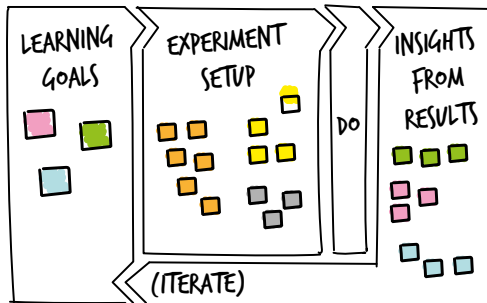 LEARNING
GOALS
EXPERIMENT
SETUP
DO
INSIGHTS
FROM
RESULTS
(ITERATE)